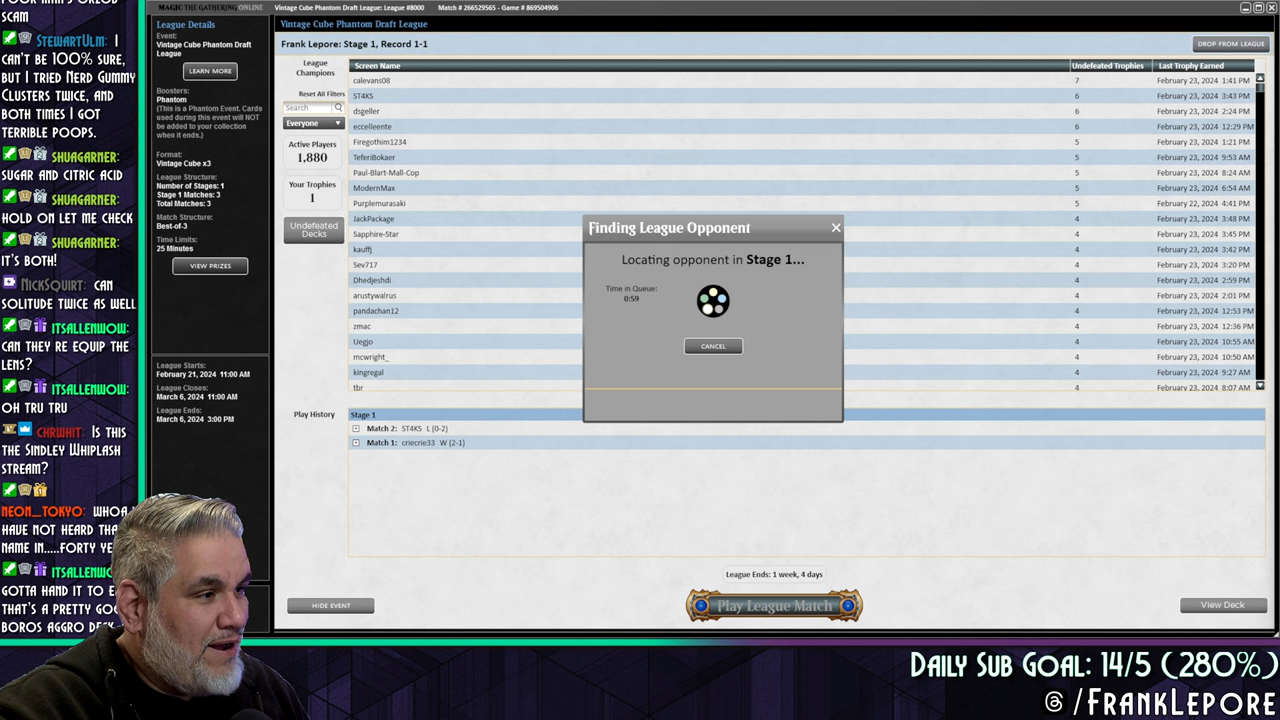 POOR MAN'S OREOS
SCAM
STEWARTULM: I
CAN'T BE 100% SURE,
BUT I TRIED NERD GUMMY
CLUSTERS TWICE, AND
BOTH TIMES I GOT
TERRIBLE POOPS.
SHUAGARNER:
SUGAR AND CITRIC ACID
SHUAGARNER:
HOLD ON LET ME CHECK
SHUAGARNER:
IT'S BOTH!
NICKSQUIRT: CAN
SOLITUDE TWICE AS WELL
ITSALLENWOW:
CAN THEY RE EQUIP THE
LENS?
ITSALLENWOW:
OH TRU TRU
CHRWHIT: IS THIS
THE SINDLEY WHIPLASH
STREAM?
NEON_TOKYO: WHOA
HAVE NOT HEARD THA
NAME IN.....FORTY YE
ITSALLENWO
GOTTA HAND IT TO E
THAT'S A PRETTY GO
BOROS AGGRO DECK
MAGIC THE GATHERING ONLINE
Vintage Cube Phantom Draft League: League #8000
Match # 266529565 - Game # 869504906
League Details
Event:
Vintage Cube Phantom Draft
League
LEARN MORE
Boosters:
Phantom
(This is a Phantom Event. Cards
used during this event will NOT
be added to your collection
when it ends.)
Format:
Vintage Cube x3
League Structure:
Number of Stages: 1
Stage 1 Matches: 3
Total Matches: 3
Match Structure:
Best-of-3
Time Limits:
25 Minutes
VIEW PRIZES
League Starts:
February 21, 2024 11:00 AM
League Closes:
March 6, 2024 11:00 AM
League Ends:
March 6, 2024 3:00 PM
Vintage Cube Phantom Draft League
Frank Lepore: Stage 1, Record 1-1
DROP FROM LEAGUE
League
Champions
Reset All Filters
Search
Everyone
Active Players
1,880
Your Trophies
1
Undefeated
Decks
Screen Name Undefeated Trophies Last Trophy Earned
calevans08 7 February 23, 2024 1:41 PM
ST4KS 6 February 23, 2024 3:43 PM
dsgeller 6 February 23, 2024 2:24 PM
eccelleente 6 February 23, 2024 12:29 PM
Firegothim1234 5 February 23, 2024 1:21 PM
TeferiBokaer 5 February 23, 2024 9:53 AM
Paul-Blart-Mall-Cop 5 February 23, 2024 8:24 AM
ModernMax 5 February 23, 2024 6:54 AM
Purplemurasaki 5 February 22, 2024 4:41 PM
JackPackage 4 February 23, 2024 3:48 PM
Sapphire-Star 4 February 23, 2024 3:45 PM
kauffj 4 February 23, 2024 3:42 PM
Sev717 4 February 23, 2024 3:20 PM
Dhedjeshdi 4 February 23, 2024 2:59 PM
arustywalrus 4 February 23, 2024 2:01 PM
pandachan12 4 February 23, 2024 12:53 PM
zmac 4 February 23, 2024 12:36 PM
Uegjo 4 February 23, 2024 10:55 AM
mcwright_ 4 February 23, 2024 10:50 AM
kingregal 4 February 23, 2024 9:27 AM
tbr 4 February 23, 2024 8:07 AM
Finding League Opponent
Locating opponent in Stage 1...
Time in Queue:
0:59
CANCEL
Play History
Stage 1
Match 2: ST4KS L (0-2)
Match 1: criecrie33 W (2-1)
League Ends: 1 week, 4 days
HIDE EVENT
Play League Match
View Deck
DAILY SUB GOAL: 14/5 (280%)
/FRANKLEPORE